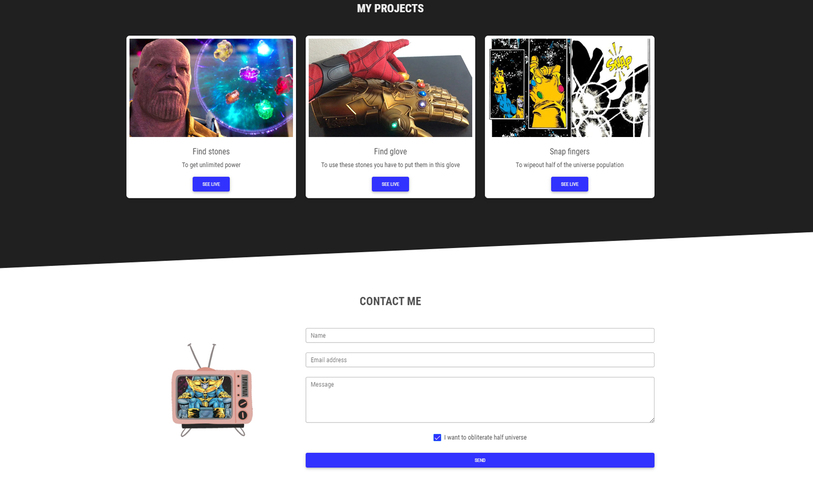 MY PROJECTS
SNAP
Find stones
To get unlimited power
SEE LIVE
Find glove
To use these stones you have to put them in this glove
SEE LIVE
Snap fingers
To wipeout half of the universe population
SEE LIVE
CONTACT ME
Name
Email address
Message
I want to obliterate half universe
SEND